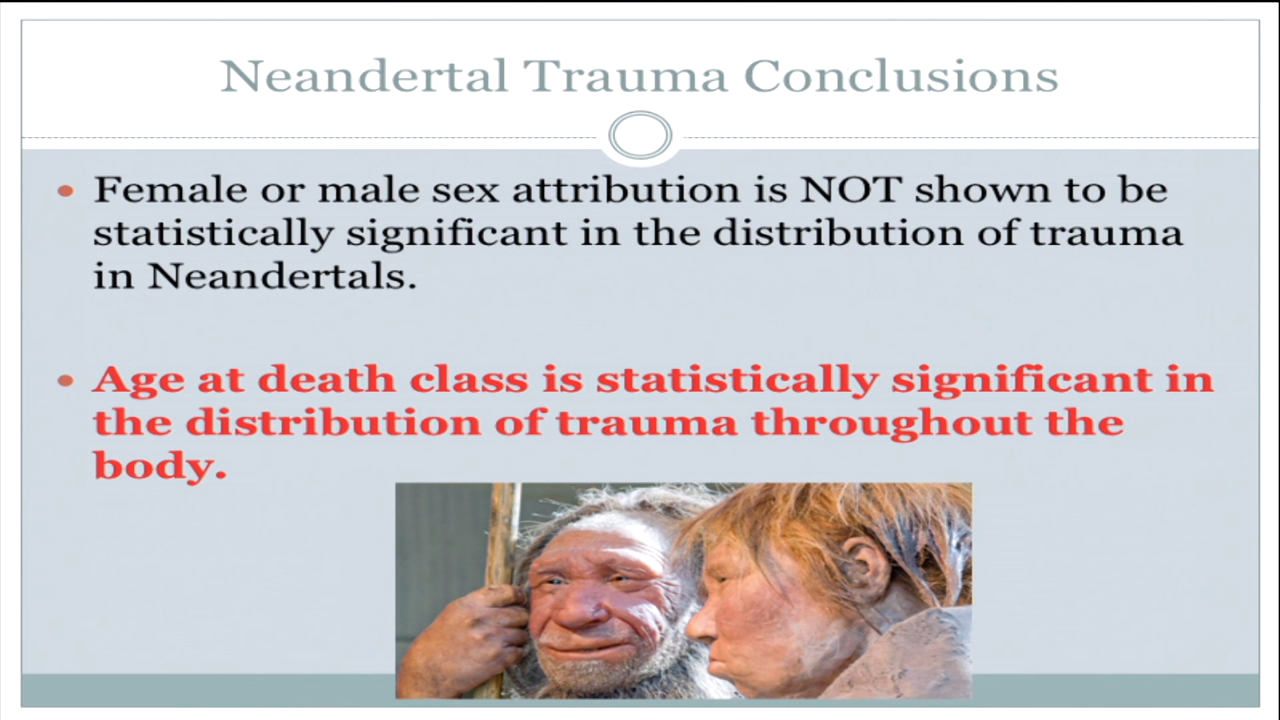 Neandertal Trauma Conclusions
Female or male sex attribution is NOT shown to be
statistically significant in the distribution of trauma
in Neandertals.
Age at death class is statistically significant in
the distribution of trauma throughout the
body.